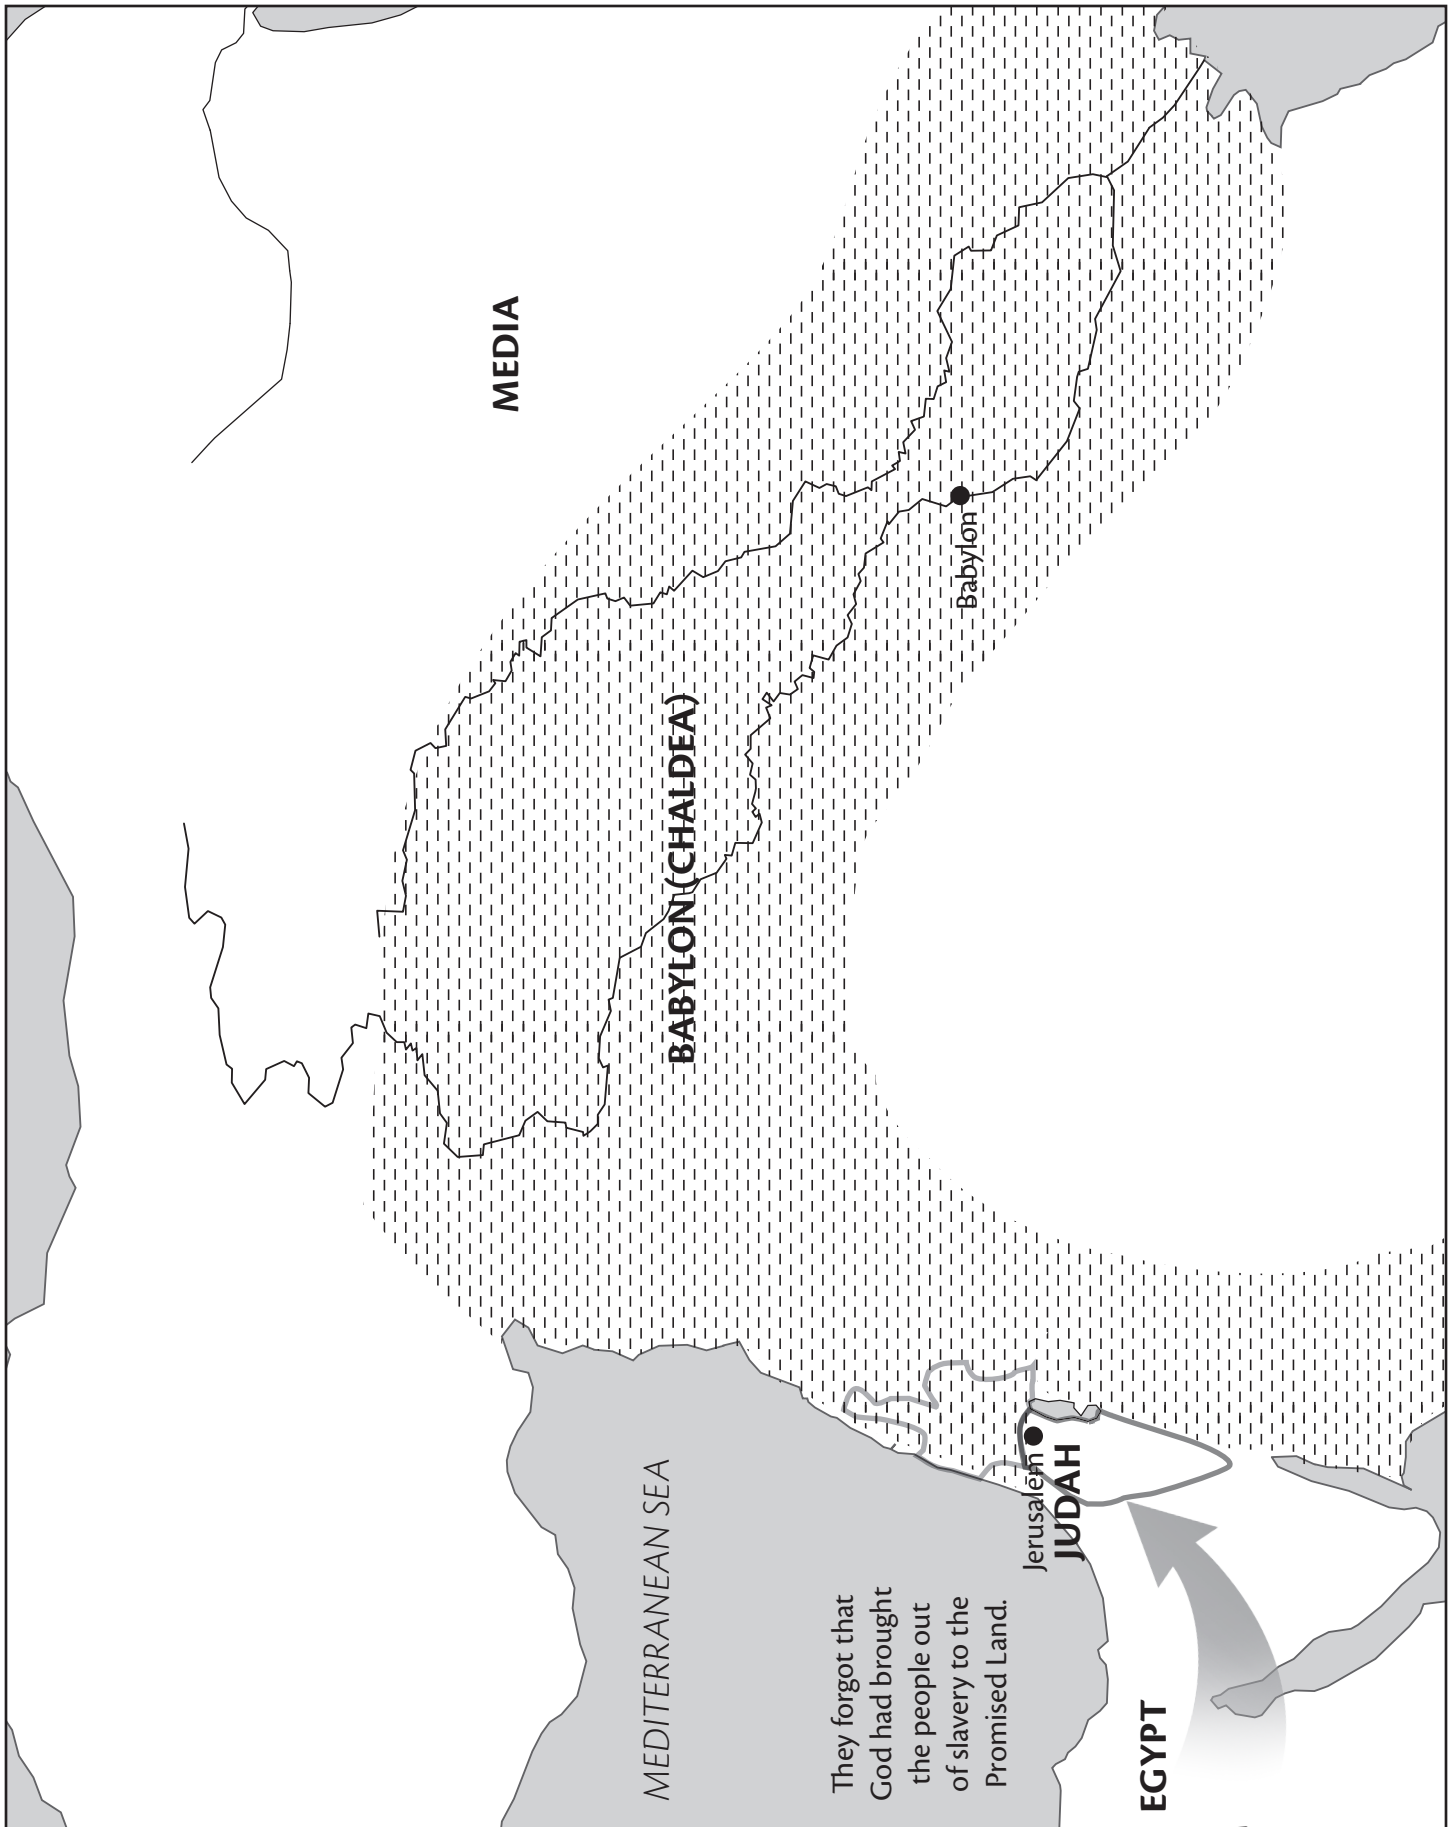 MEDIA
BABYLON (CHALDEA)
Babylon
MEDITERRANEAN SEA
They forgot that
God had brought
the people out
of slavery to the
Promised Land.
Jerusalem
JUDAH
EGYPT